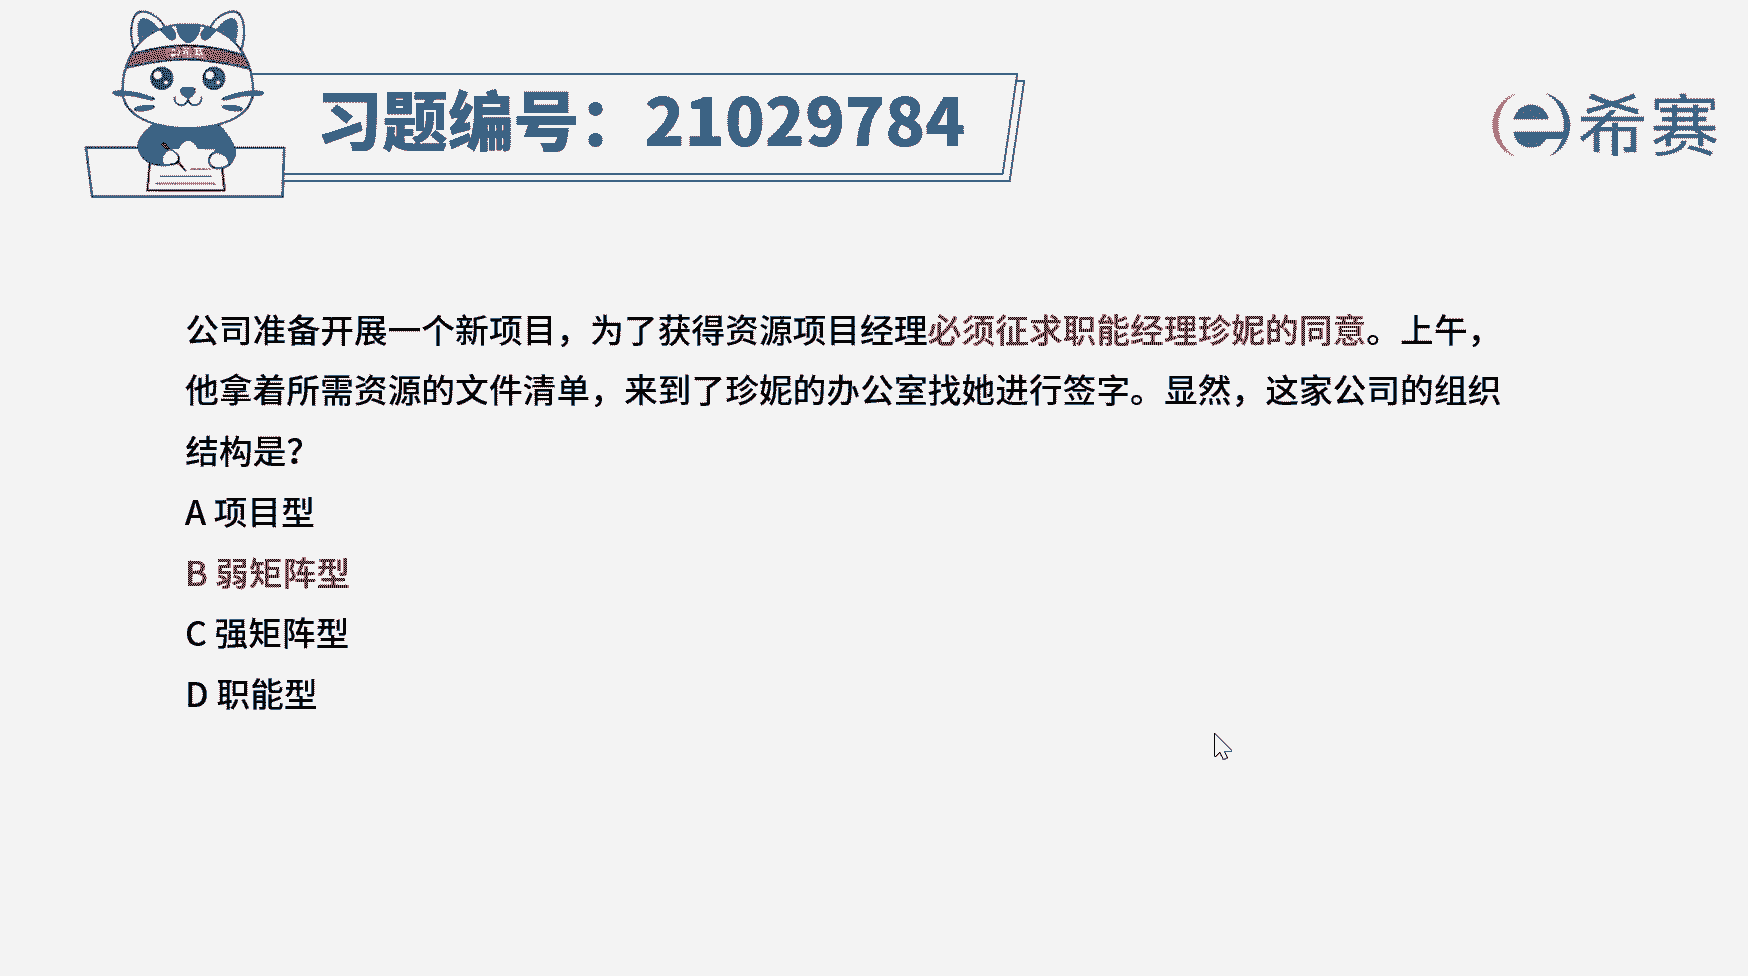 习题编号：21029784
希赛
公司准备开展一个新项目，为了获得资源项目经理必须征求职能经理珍妮的同意。上午，
他拿着所需资源的文件清单，来到了珍妮的办公室找她进行签字。显然，这家公司的组织
结构是？
A 项目型
B 弱矩阵型
C 强矩阵型
D 职能型